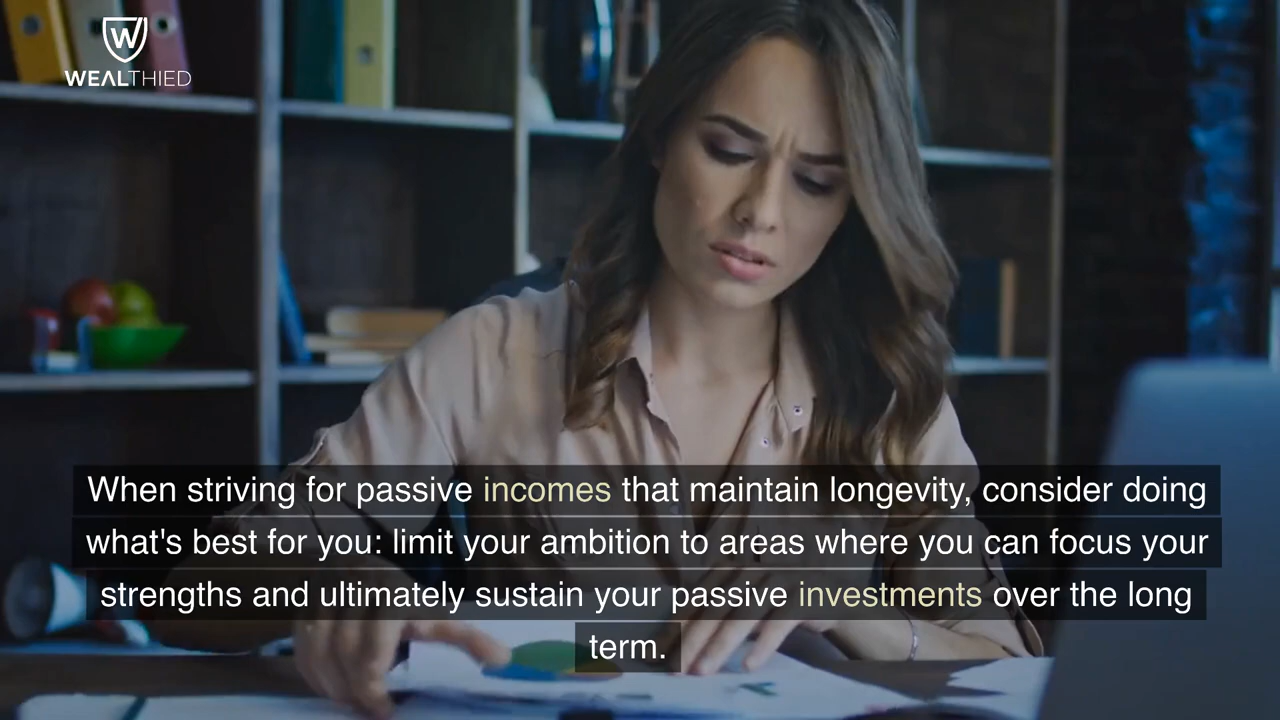 W
WEALTHIED
When striving for passive incomes that maintain longevity, consider doing
what's best for you: limit your ambition to areas where you can focus your
strengths and ultimately sustain your passive investments over the long
term.